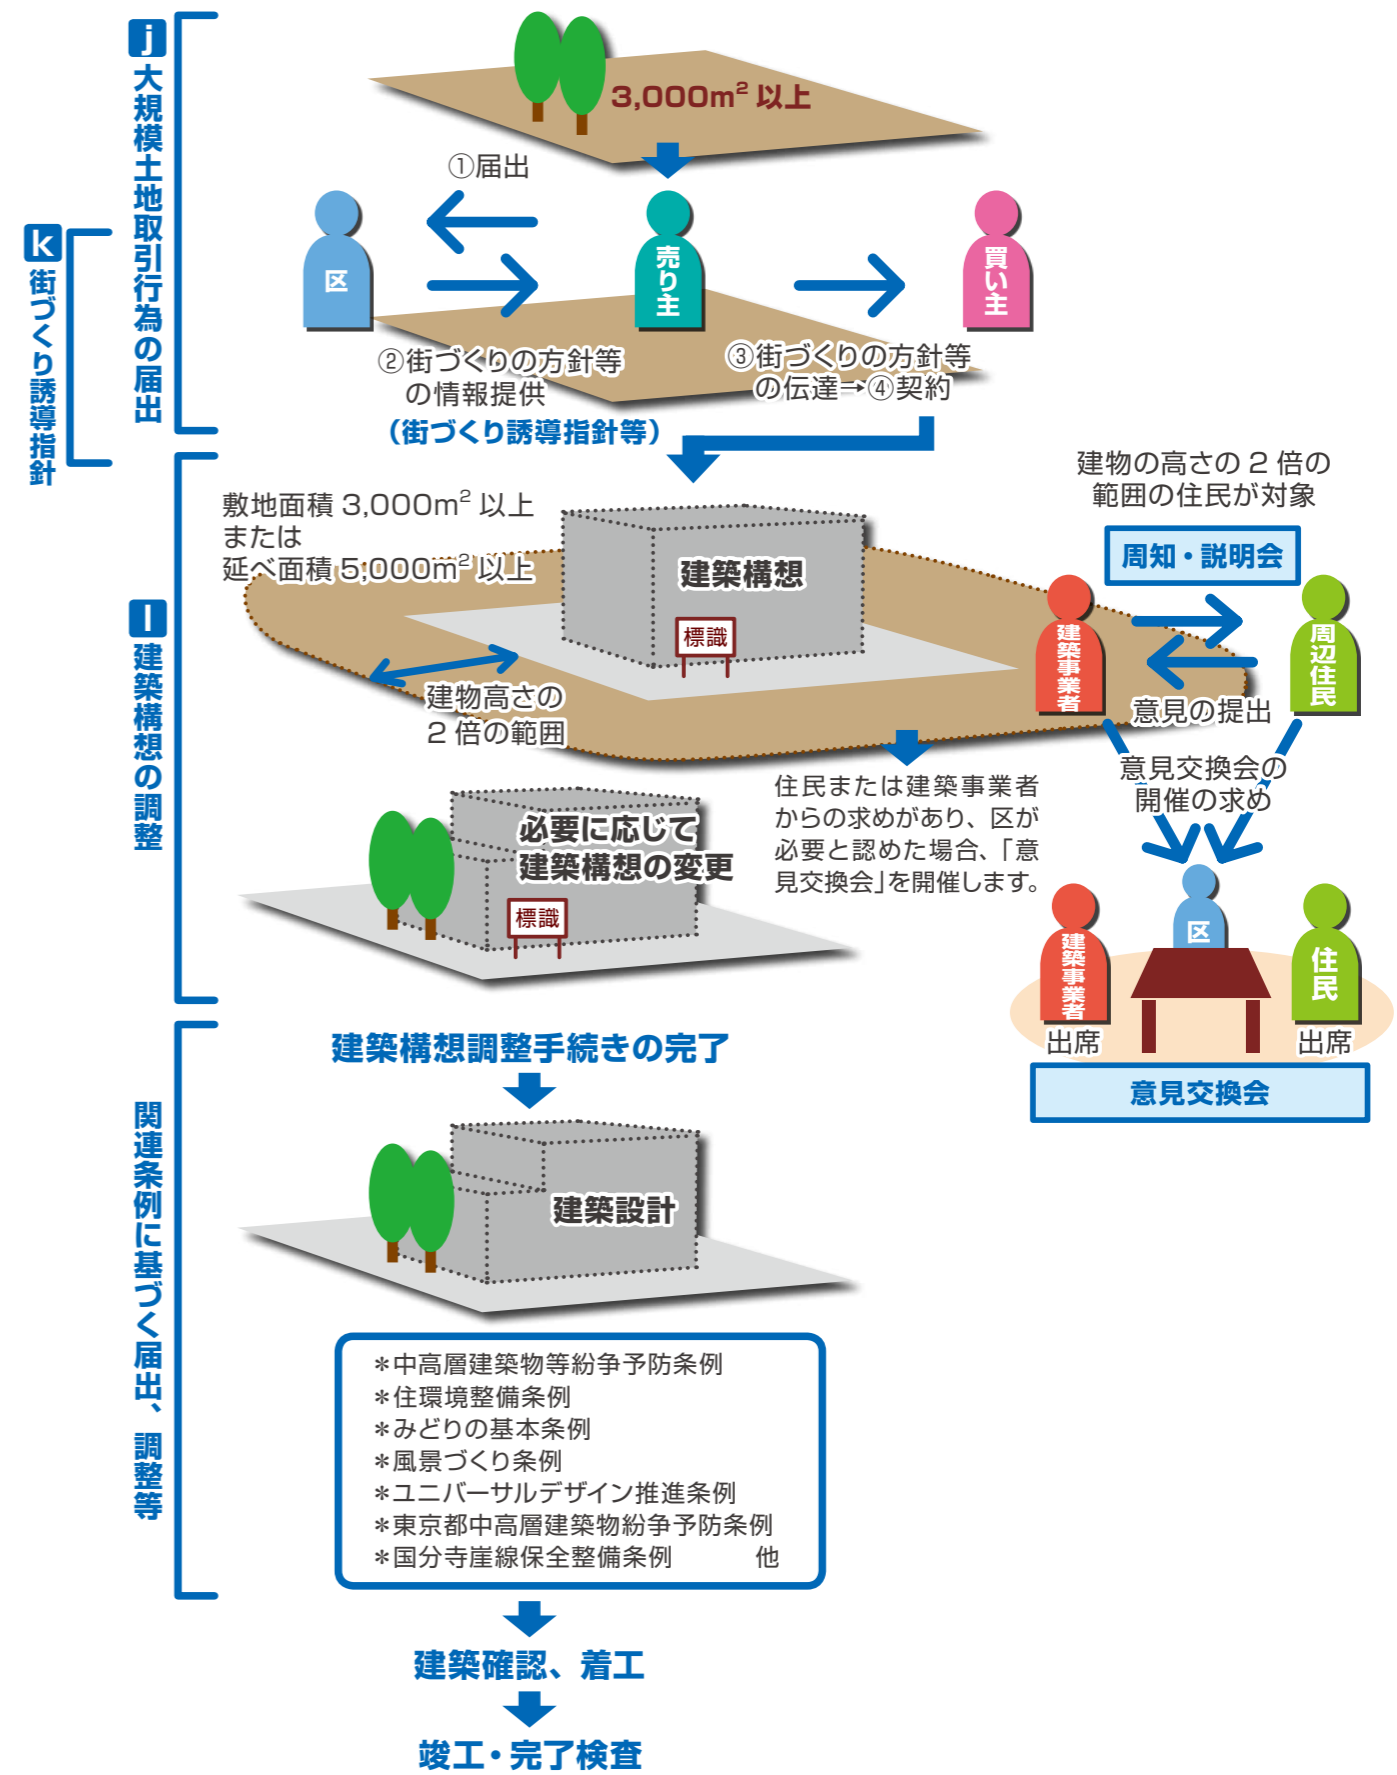 j
大規模土地取引行為の届出
3,000m² 以上
①届出
区
売り主
買い主
②街づくりの方針等
の情報提供
(街づくり誘導指針等)
③街づくりの方針等
の伝達→④契約
k
街づくり誘導指針
l
建築構想の調整
敷地面積 3,000m² 以上
または
延べ面積 5,000m² 以上
建築構想
標識
建物高さの
2 倍の範囲
建物の高さの 2 倍の
範囲の住民が対象
周知・説明会
建築事業者
周辺住民
意見の提出
意見交換会の
開催の求め
住民または建築事業者
からの求めがあり、区が
必要と認めた場合、「意
見交換会」を開催します。
必要に応じて
建築構想の変更
標識
区
建築事業者
住民
出席
出席
意見交換会
関連条例に基づく届出、調整等
建築構想調整手続きの完了
建築設計
＊中高層建築物等紛争予防条例
＊住環境整備条例
＊みどりの基本条例
＊風景づくり条例
＊ユニバーサルデザイン推進条例
＊東京都中高層建築物紛争予防条例
＊国分寺崖線保全整備条例　　　他
建築確認、着工
竣工・完了検査